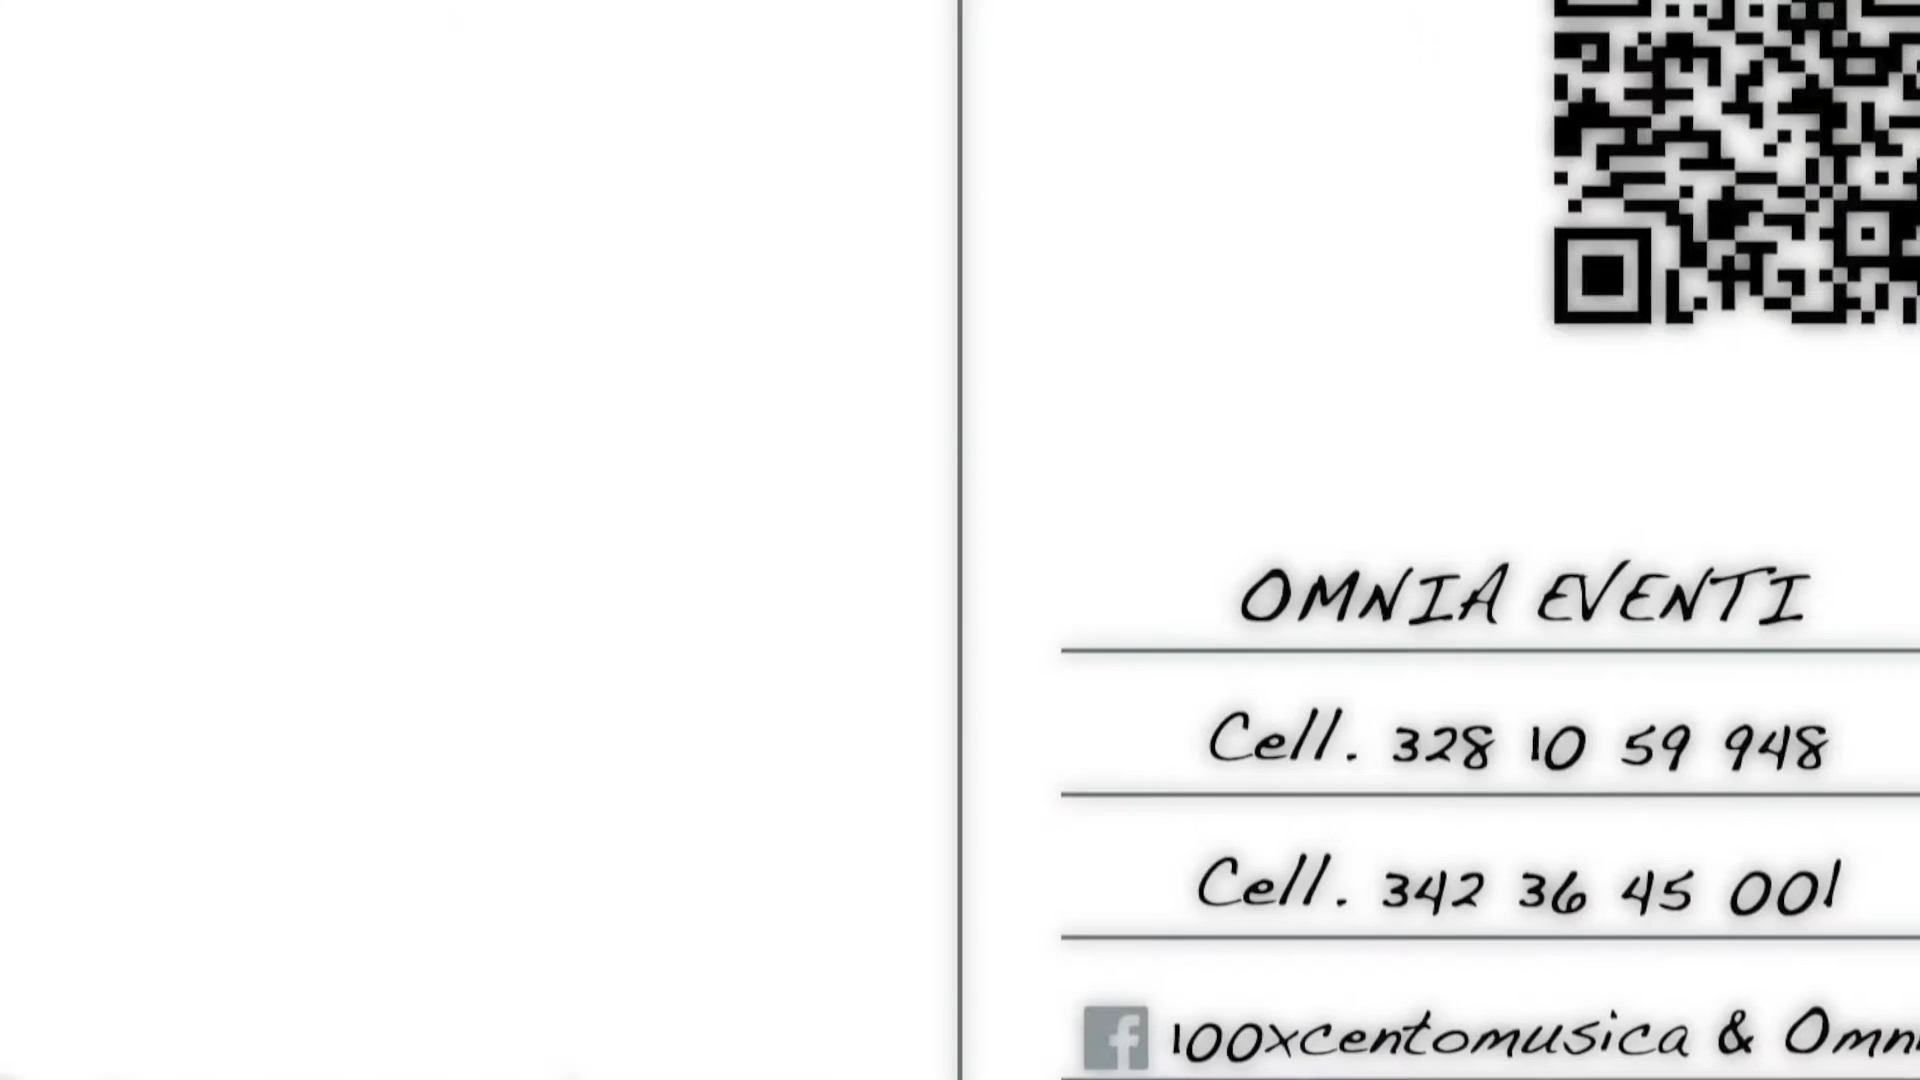 OMNIA EVENTI
Cell. 328 10 59 948
Cell. 342 36 45 001
100xcentomusica &